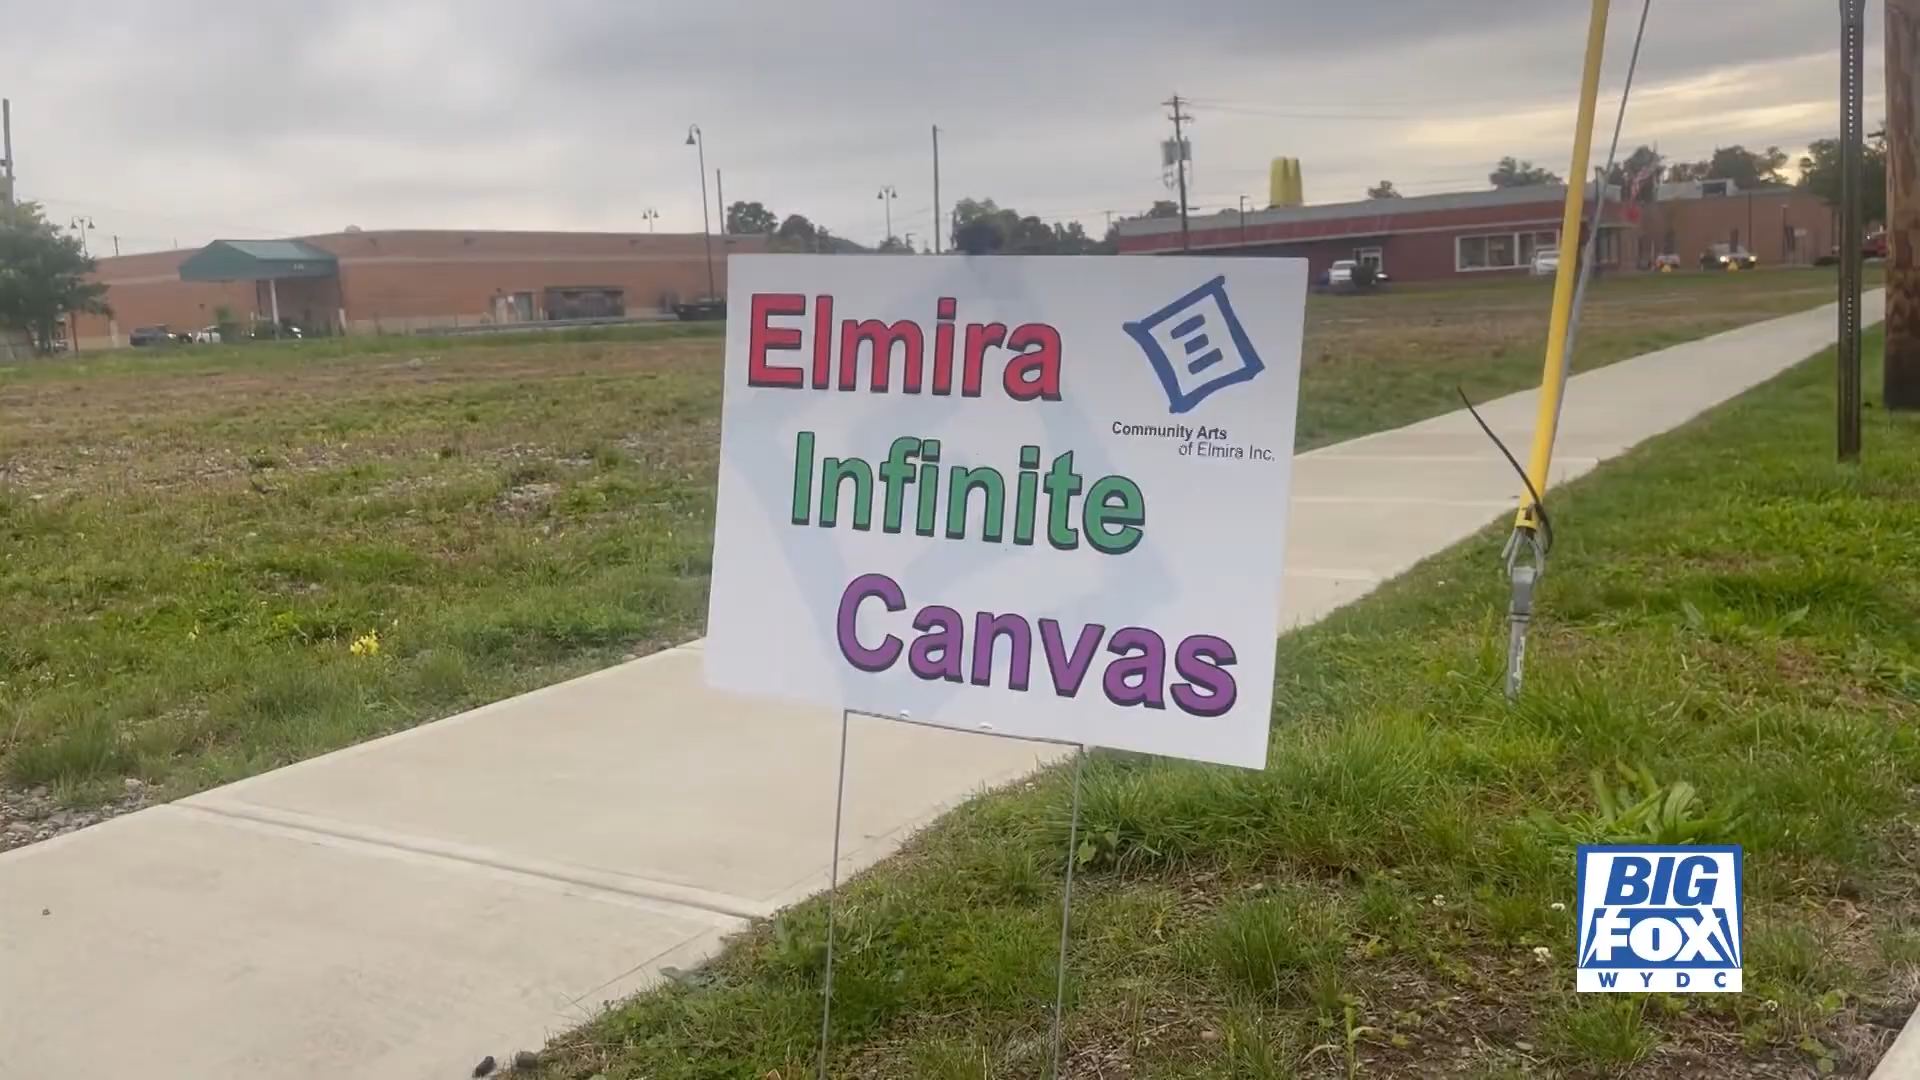 Elmira
Infinite
Canvas
E
Community Arts
of Elmira Inc.
BIG
FOX
WYDC